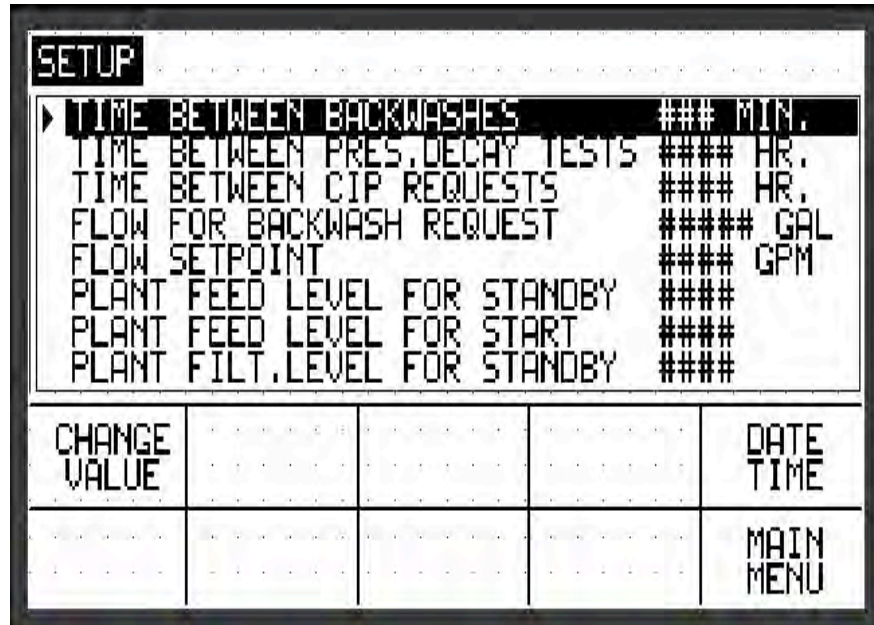 SETUP
TIME BETWEEN BACKWASHES ### MIN.
TIME BETWEEN PRES.DECAY TESTS #### HR.
TIME BETWEEN CIP REQUESTS #### HR.
FLOW FOR BACKWASH REQUEST ##### GAL
FLOW SETPOINT #### GPM
PLANT FEED LEVEL FOR STANDBY ####
PLANT FEED LEVEL FOR START ####
PLANT FILT.LEVEL FOR STANDBY ####
CHANGE
VALUE
DATE
TIME
MAIN
MENU